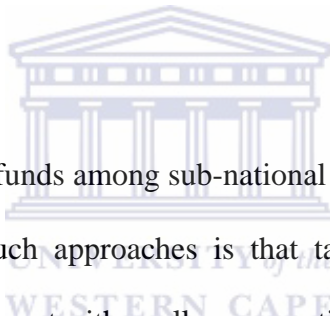 funds among sub-national
uch approaches is that ta
UNIVERSITY of the
WESTERN CAPE